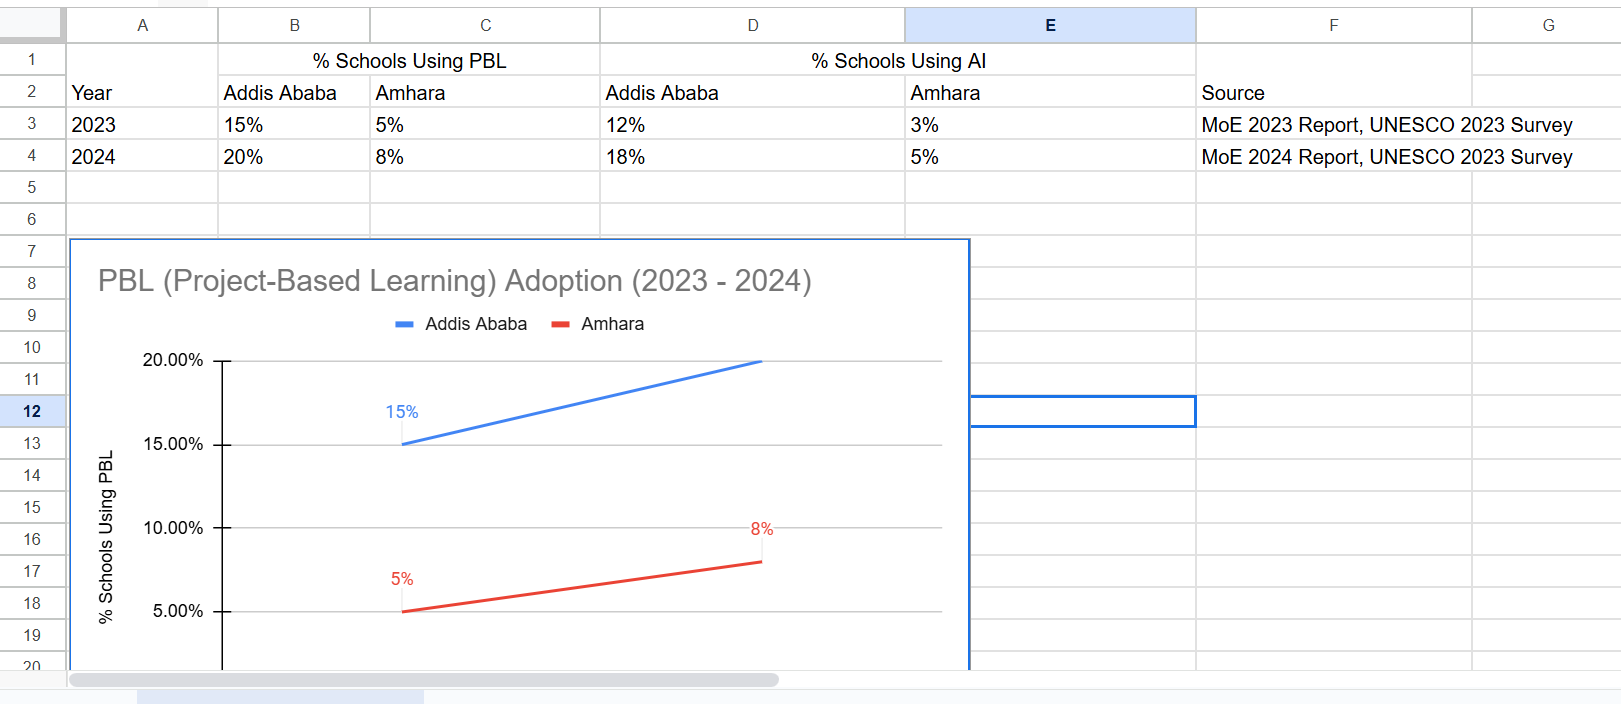 A B C D E F G
1 % Schools Using PBL % Schools Using AI
2 Year Addis Ababa Amhara Addis Ababa Amhara Source
3 2023 15% 5% 12% 3% MoE 2023 Report, UNESCO 2023 Survey
4 2024 20% 8% 18% 5% MoE 2024 Report, UNESCO 2023 Survey
5
6
7
8
9
10
11
12
13
14
15
16
17
18
19
20
PBL (Project-Based Learning) Adoption (2023 - 2024)
Addis Ababa Amhara
% Schools Using PBL
20.00%
15%
15.00%
10.00%
8%
5%
5.00%